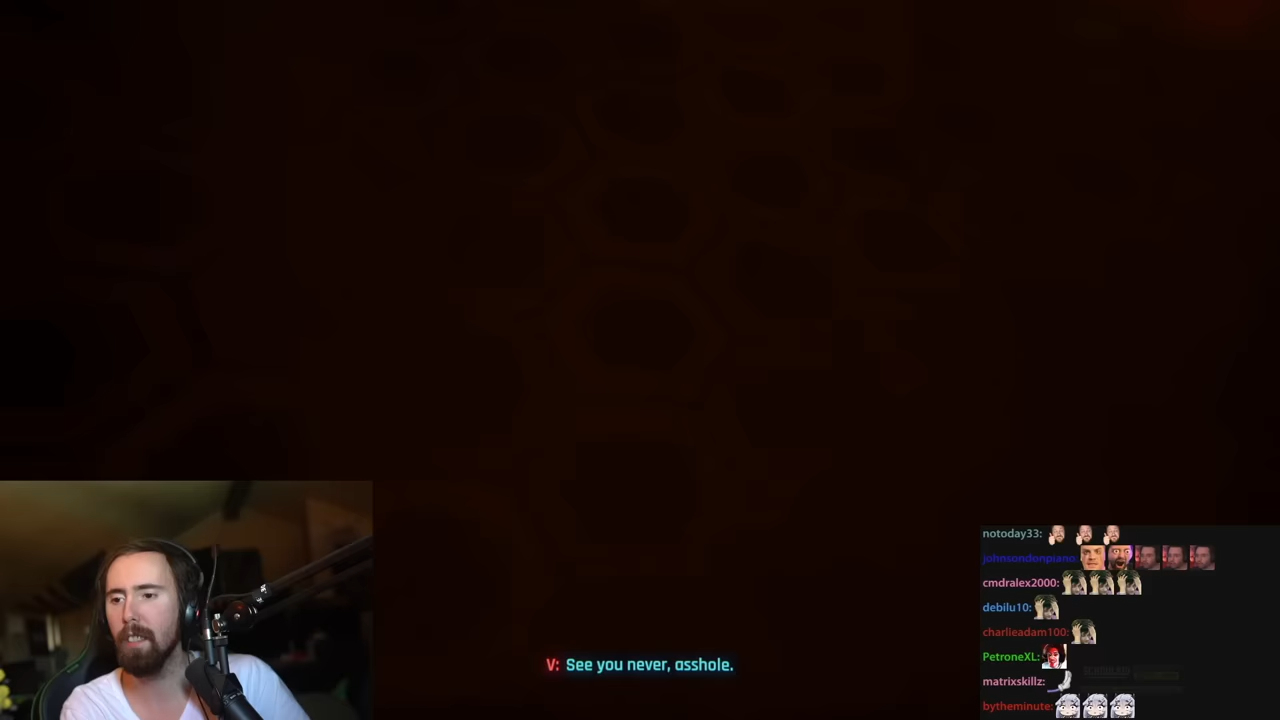 notoday33:
johnsondonpiano
cmdralex2000:
debilu10:
charlieadam100:
PetroneXL:
V: See you never, asshole.
matrixskillz:
bytheminute: